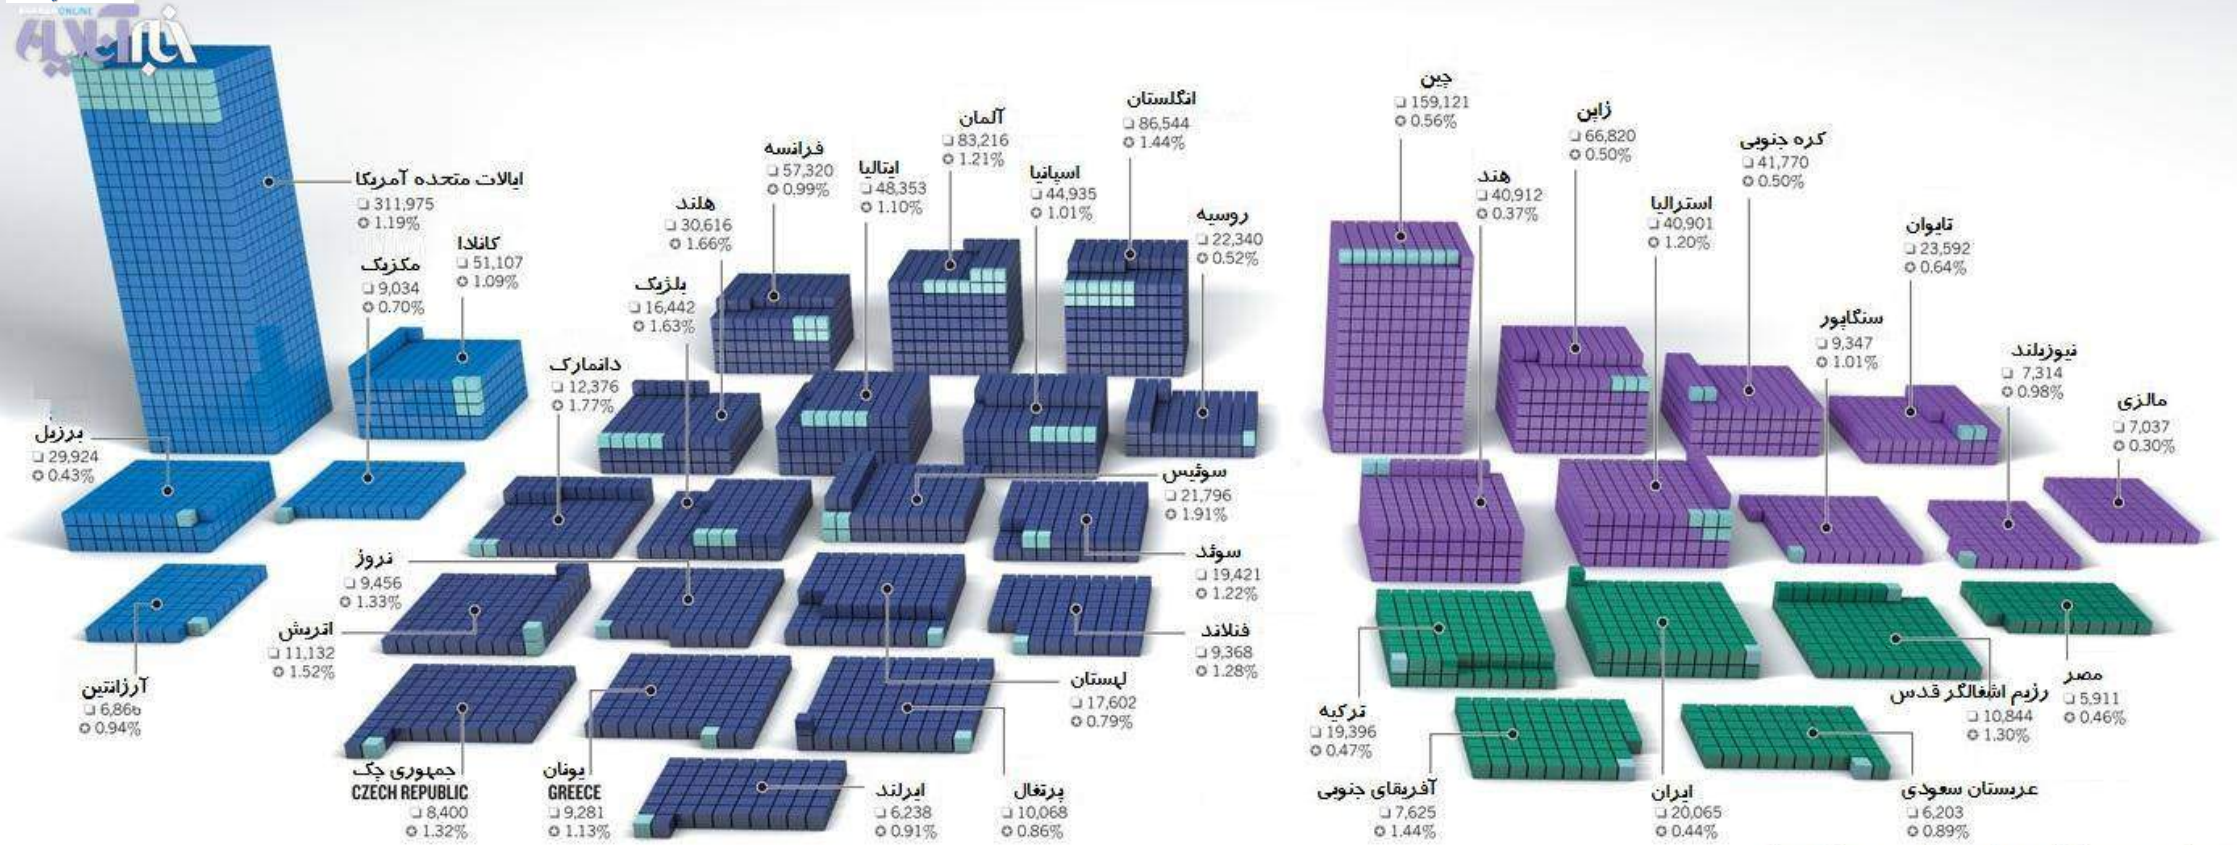 ONLINE
خبرآنلاین
ایالات متحده آمریکا
311,975
1.19%
کانادا
51,107
1.09%
مکزیک
9,034
0.70%
برزیل
29,924
0.43%
آرژانتین
6,866
0.94%
انگلستان
86,544
1.44%
آلمان
83,216
1.21%
فرانسه
57,320
0.99%
ایتالیا
48,353
1.10%
اسپانیا
44,935
1.01%
هلند
30,616
1.66%
روسیه
22,340
0.52%
بلژیک
16,442
1.63%
دانمارک
12,376
1.77%
سوئیس
21,796
1.91%
سوئد
19,421
1.22%
نروژ
9,456
1.33%
اتریش
11,132
1.52%
فنلاند
9,368
1.28%
لهستان
17,602
0.79%
جمهوری چک
CZECH REPUBLIC
8,400
1.32%
یونان
GREECE
9,281
1.13%
ایرلند
6,238
0.91%
پرتغال
10,068
0.86%
چین
159,121
0.56%
ژاپن
66,820
0.50%
کره جنوبی
41,770
0.50%
هند
40,912
0.37%
استرالیا
40,901
1.20%
تایوان
23,592
0.64%
سنگاپور
9,347
1.01%
نیوزیلند
7,314
0.98%
مالزی
7,037
0.30%
ترکیه
19,396
0.47%
رژیم اشغالگر قدس
10,844
1.30%
مصر
5,911
0.46%
آفریقای جنوبی
7,625
1.44%
ایران
20,065
0.44%
عربستان سعودی
6,203
0.89%